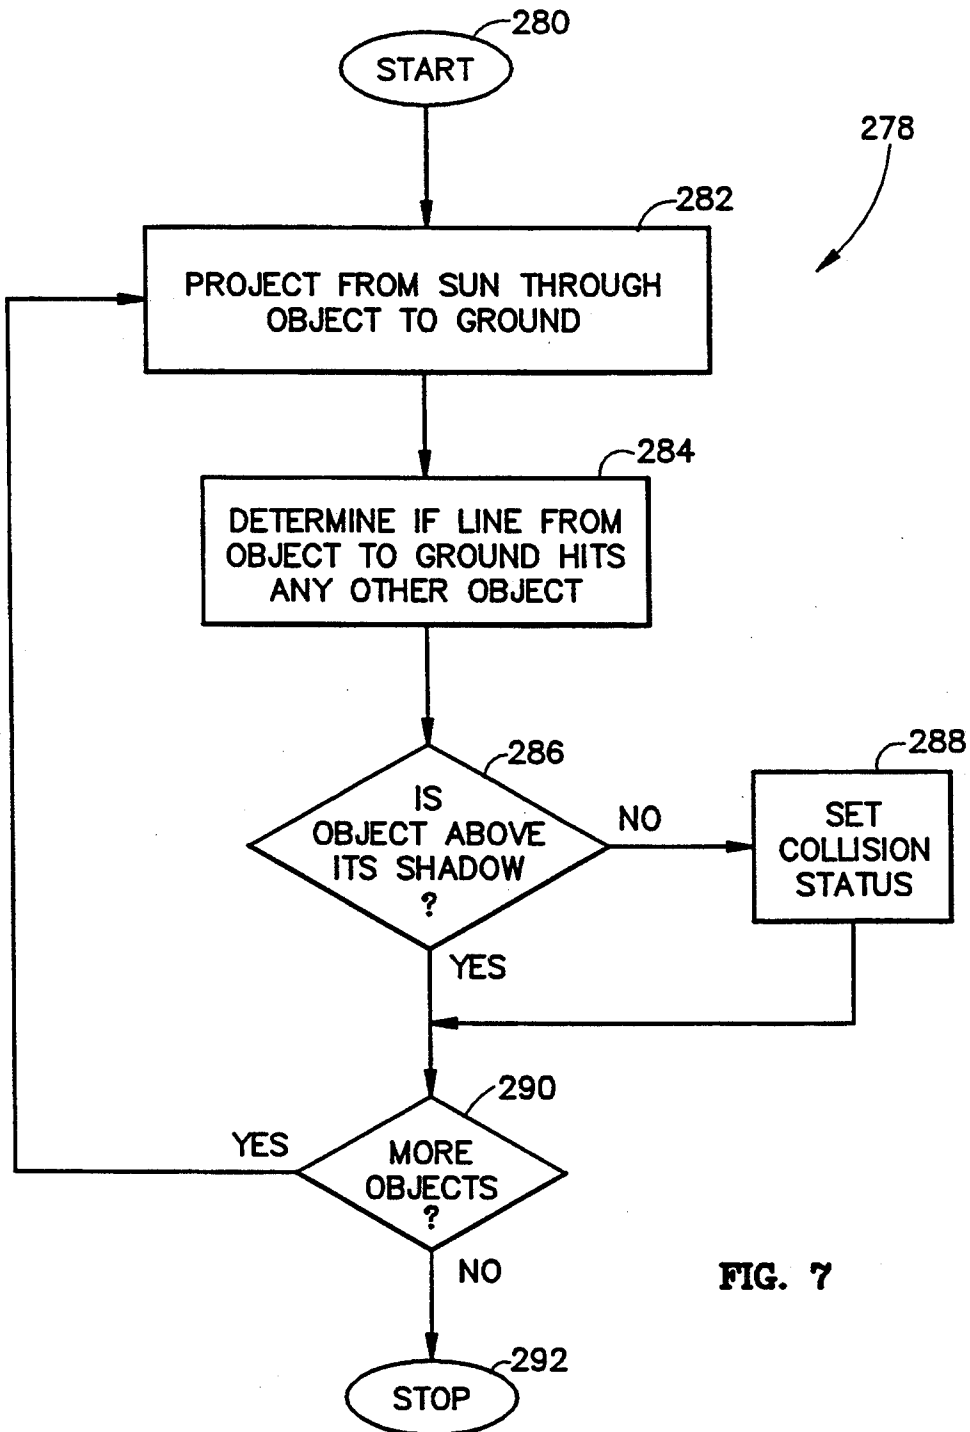 280
START
278
282
PROJECT FROM SUN THROUGH
OBJECT TO GROUND
284
DETERMINE IF LINE FROM
OBJECT TO GROUND HITS
ANY OTHER OBJECT
286
IS
OBJECT ABOVE
ITS SHADOW
?
NO
288
SET
COLLISION
STATUS
YES
290
YES
MORE
OBJECTS
?
NO
FIG. 7
292
STOP